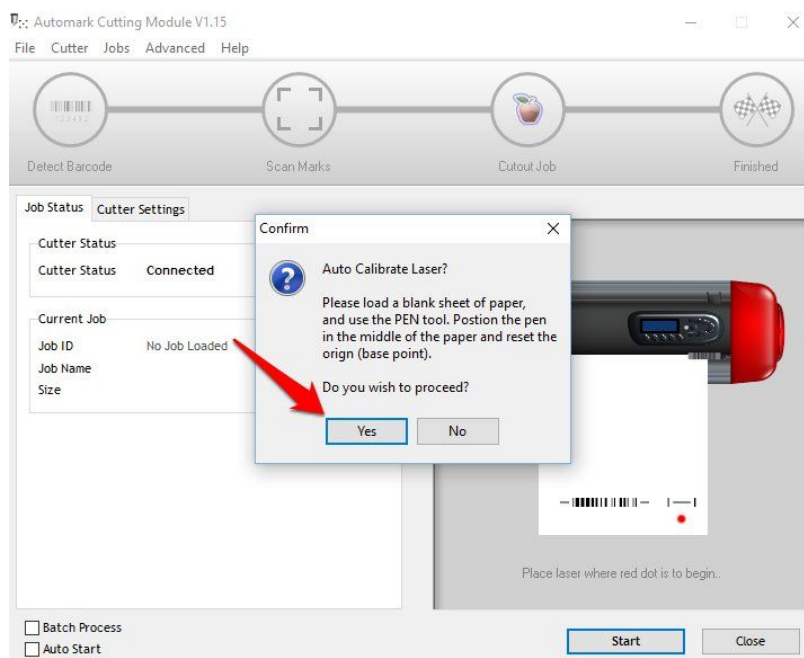 Automark Cutting Module V1.15
File Cutter Jobs Advanced Help
123452
Detect Barcode Scan Marks Cutout Job Finished
Job Status Cutter Settings
Cutter Status
Cutter Status Connected
Current Job
Job ID No Job Loaded
Job Name
Size
Confirm
Auto Calibrate Laser?
Please load a blank sheet of paper,
and use the PEN tool. Postion the pen
in the middle of the paper and reset the
orign (base point).
Do you wish to proceed?
Yes No
Place laser where red dot is to begin..
Batch Process
Auto Start
Start Close